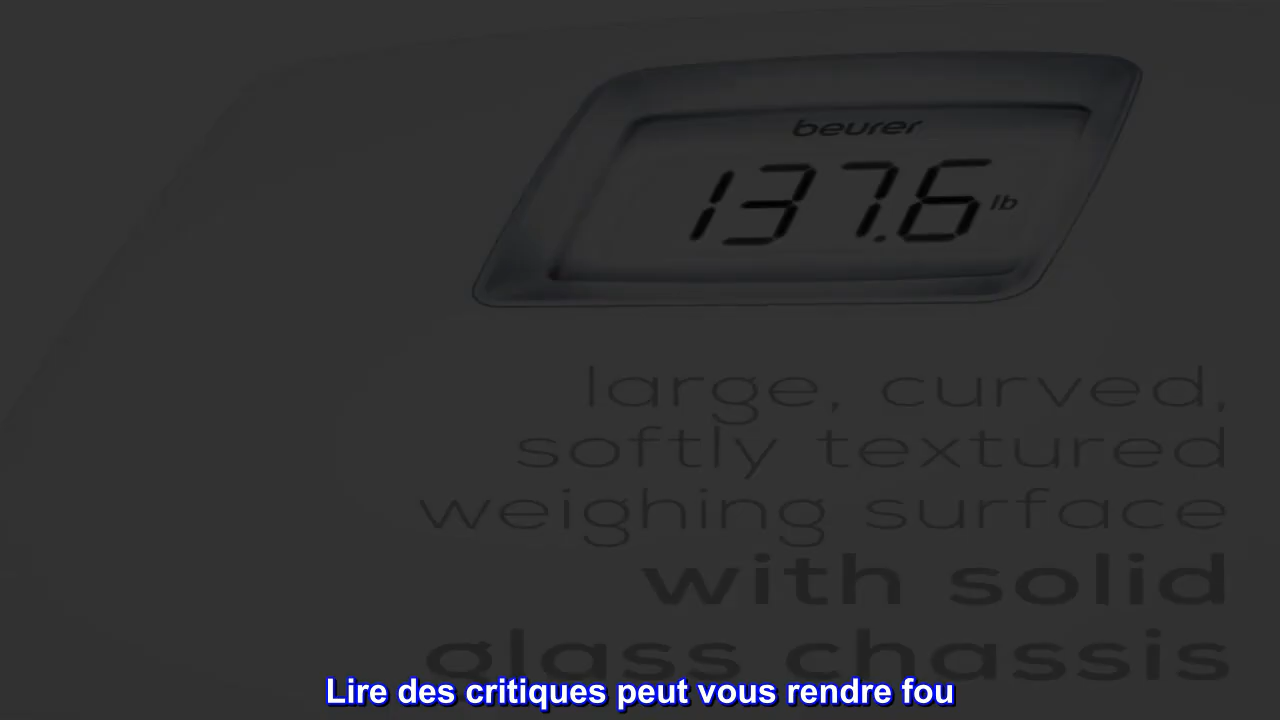 beurer
137.6 lb
large, curved,
softly textured
weighing surface
with solid
glass chassis
Lire des critiques peut vous rendre fou